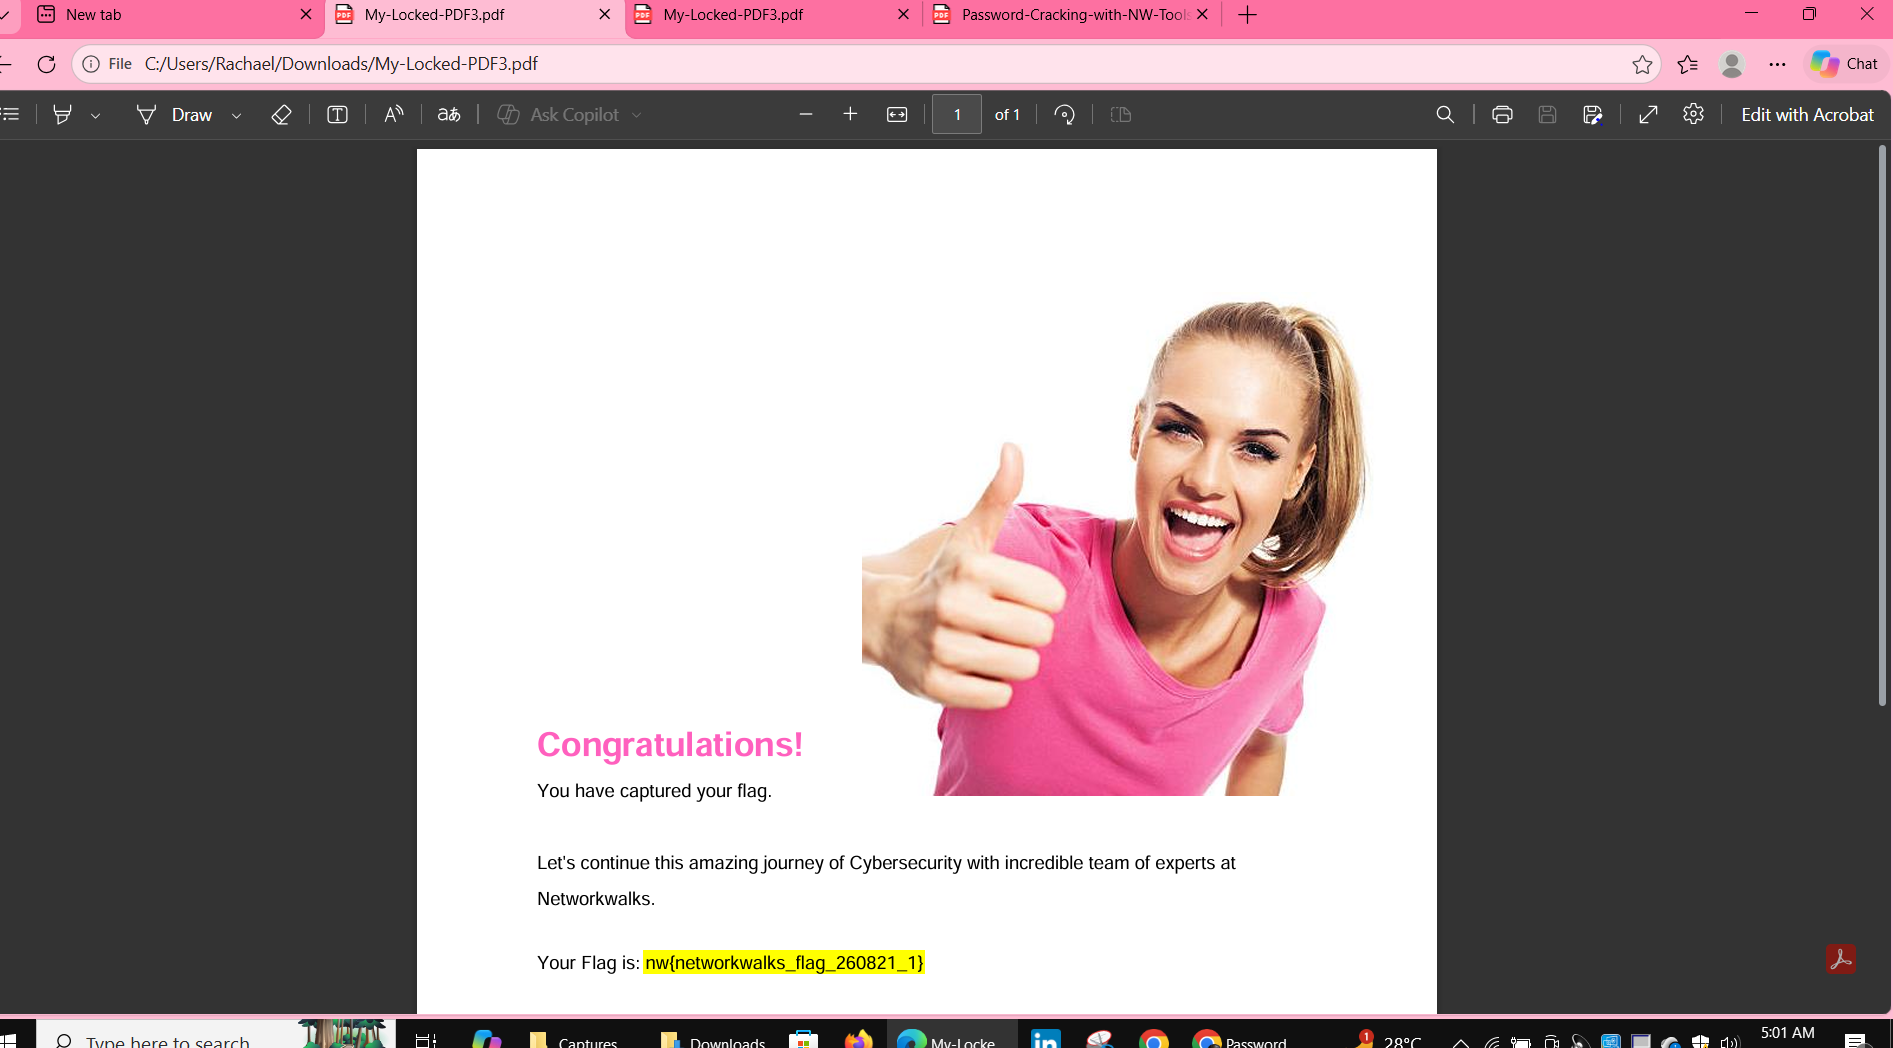 New tab
My-Locked-PDF3.pdf
My-Locked-PDF3.pdf
Password-Cracking-with-NW-Tools
File C:/Users/Rachael/Downloads/My-Locked-PDF3.pdf
Chat
Draw
Ask Copilot
1 of 1
Edit with Acrobat
Congratulations!
You have captured your flag.
Let's continue this amazing journey of Cybersecurity with incredible team of experts at
Networkwalks.
Your Flag is: nw{networkwalks_flag_260821_1}
Type here to search
Captures
Downloads
My-Locke
Password
1
28°C
5:01 AM